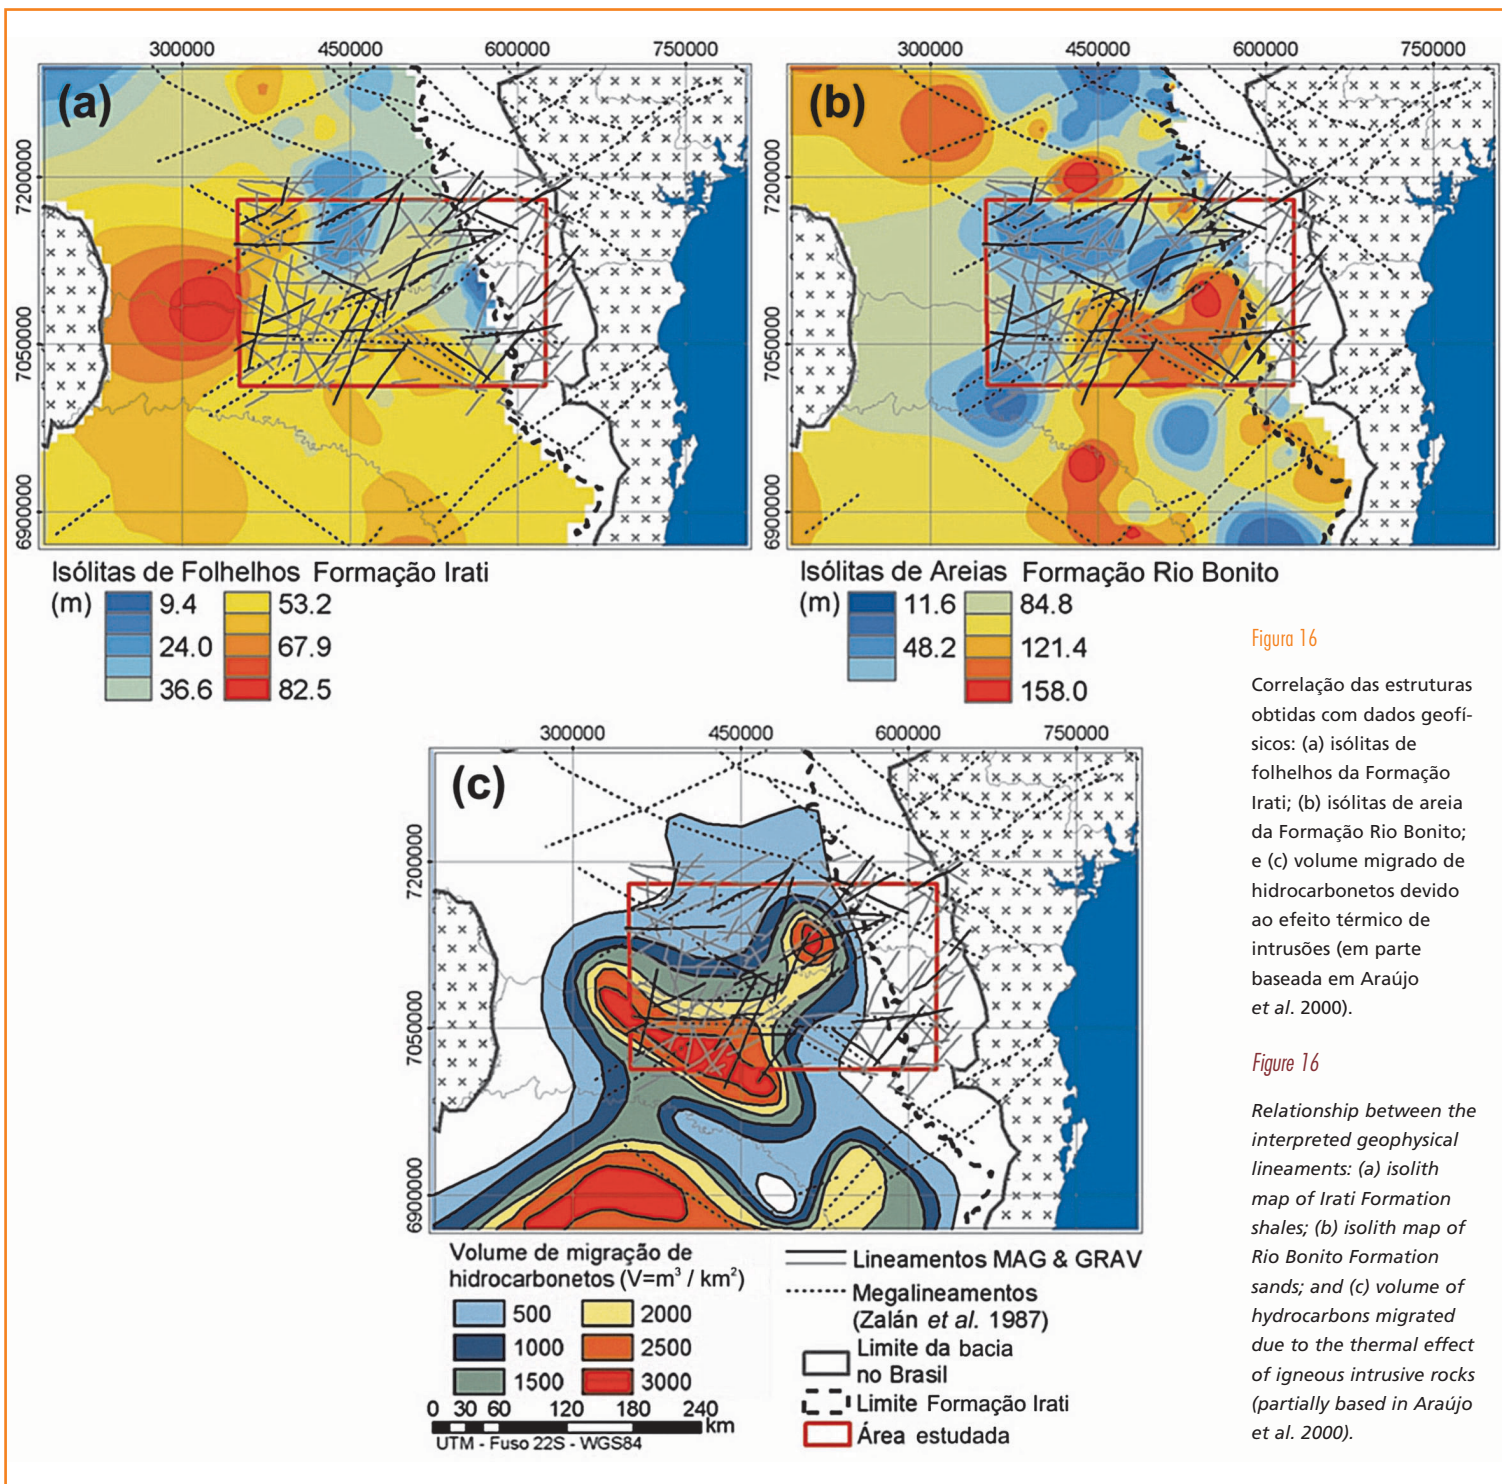 300000 450000 600000 750000
(a)
7200000
7050000
6900000
Isólitas de Folhelhos Formação Irati
(m)
9.4 53.2
24.0 67.9
36.6 82.5
300000 450000 600000 750000
(b)
7200000
7050000
6900000
Isólitas de Areias Formação Rio Bonito
(m)
11.6 84.8
48.2 121.4
158.0
300000 450000 600000 750000
(c)
7200000
7050000
6900000
Volume de migração de
hidrocarbonetos (V=m³ / km²)
500 2000
1000 2500
1500 3000
0 30 60 120 180 240
km
UTM - Fuso 22S - WGS84
Lineamentos MAG & GRAV
Megalineamentos
(Zalán et al. 1987)
Limite da bacia
no Brasil
Limite Formação Irati
Área estudada
Figura 16
Correlação das estruturas
obtidas com dados geofí-
sicos: (a) isólitas de
folhelhos da Formação
Irati; (b) isólitas de areia
da Formação Rio Bonito;
e (c) volume migrado de
hidrocarbonetos devido
ao efeito térmico de
intrusões (em parte
baseada em Araújo
et al. 2000).
Figure 16
Relationship between the
interpreted geophysical
lineaments: (a) isolith
map of Irati Formation
shales; (b) isolith map of
Rio Bonito Formation
sands; and (c) volume of
hydrocarbons migrated
due to the thermal effect
of igneous intrusive rocks
(partially based in Araújo
et al. 2000).